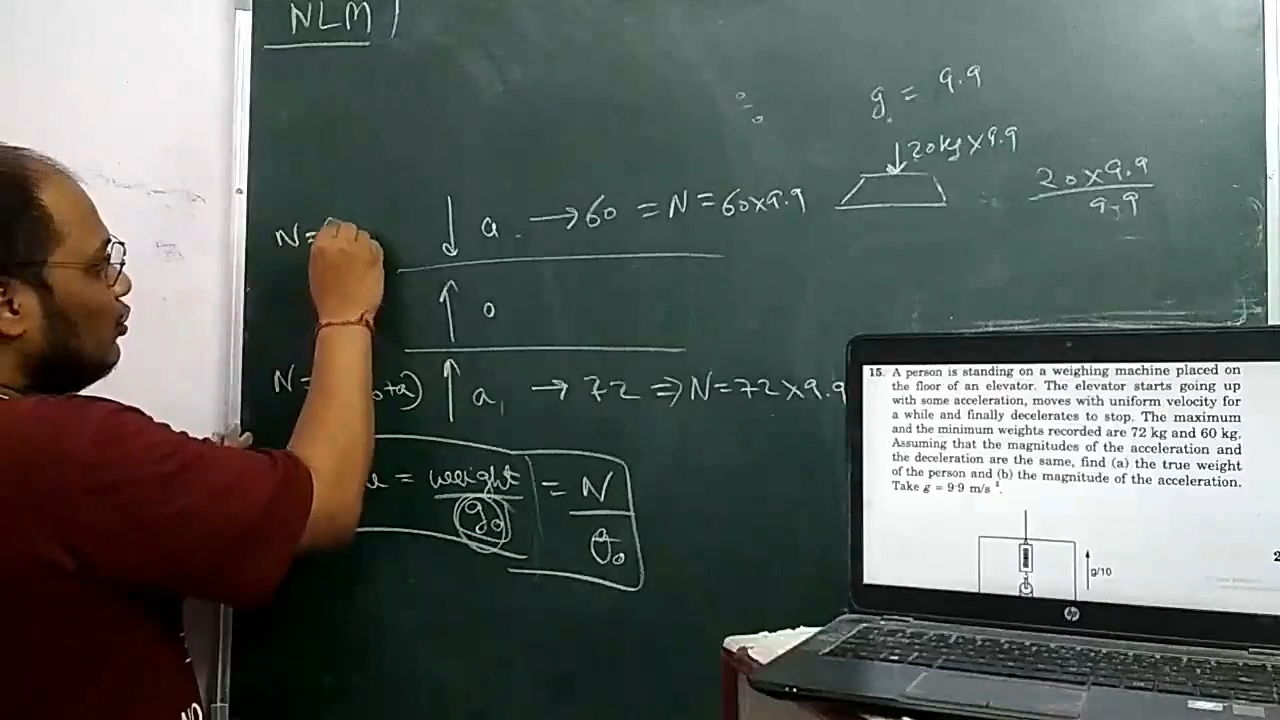 NLM
g = 9.9
20kg×9.9
20×9.9
9.9
N=
↓ a → 60 = N = 60×9.9
↑ 0
↑ a → 72 ⇒ N = 72×9.9
+a)
= weight = N
g₀ g₀
15. A person is standing on a weighing machine placed on
the floor of an elevator. The elevator starts going up
with some acceleration, moves with uniform velocity for
a while and finally decelerates to stop. The maximum
and the minimum weights recorded are 72 kg and 60 kg.
Assuming that the magnitudes of the acceleration and
the deceleration are the same, find (a) the true weight
of the person and (b) the magnitude of the acceleration.
Take g = 9·9 m/s ².
g/10
hp